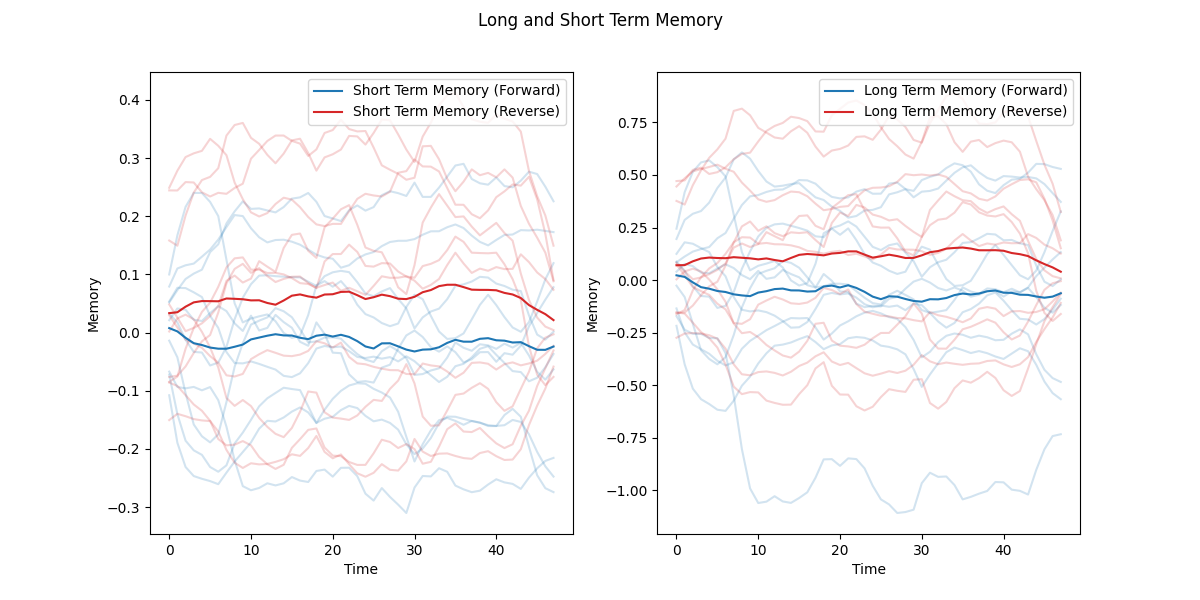 Long and Short Term Memory
Short Term Memory (Forward)
Short Term Memory (Reverse)
0.4
0.3
0.2
0.1
0.0
−0.1
−0.2
−0.3
Memory
0
10
20
30
40
Time
Long Term Memory (Forward)
Long Term Memory (Reverse)
0.75
0.50
0.25
0.00
−0.25
−0.50
−0.75
−1.00
Memory
0
10
20
30
40
Time